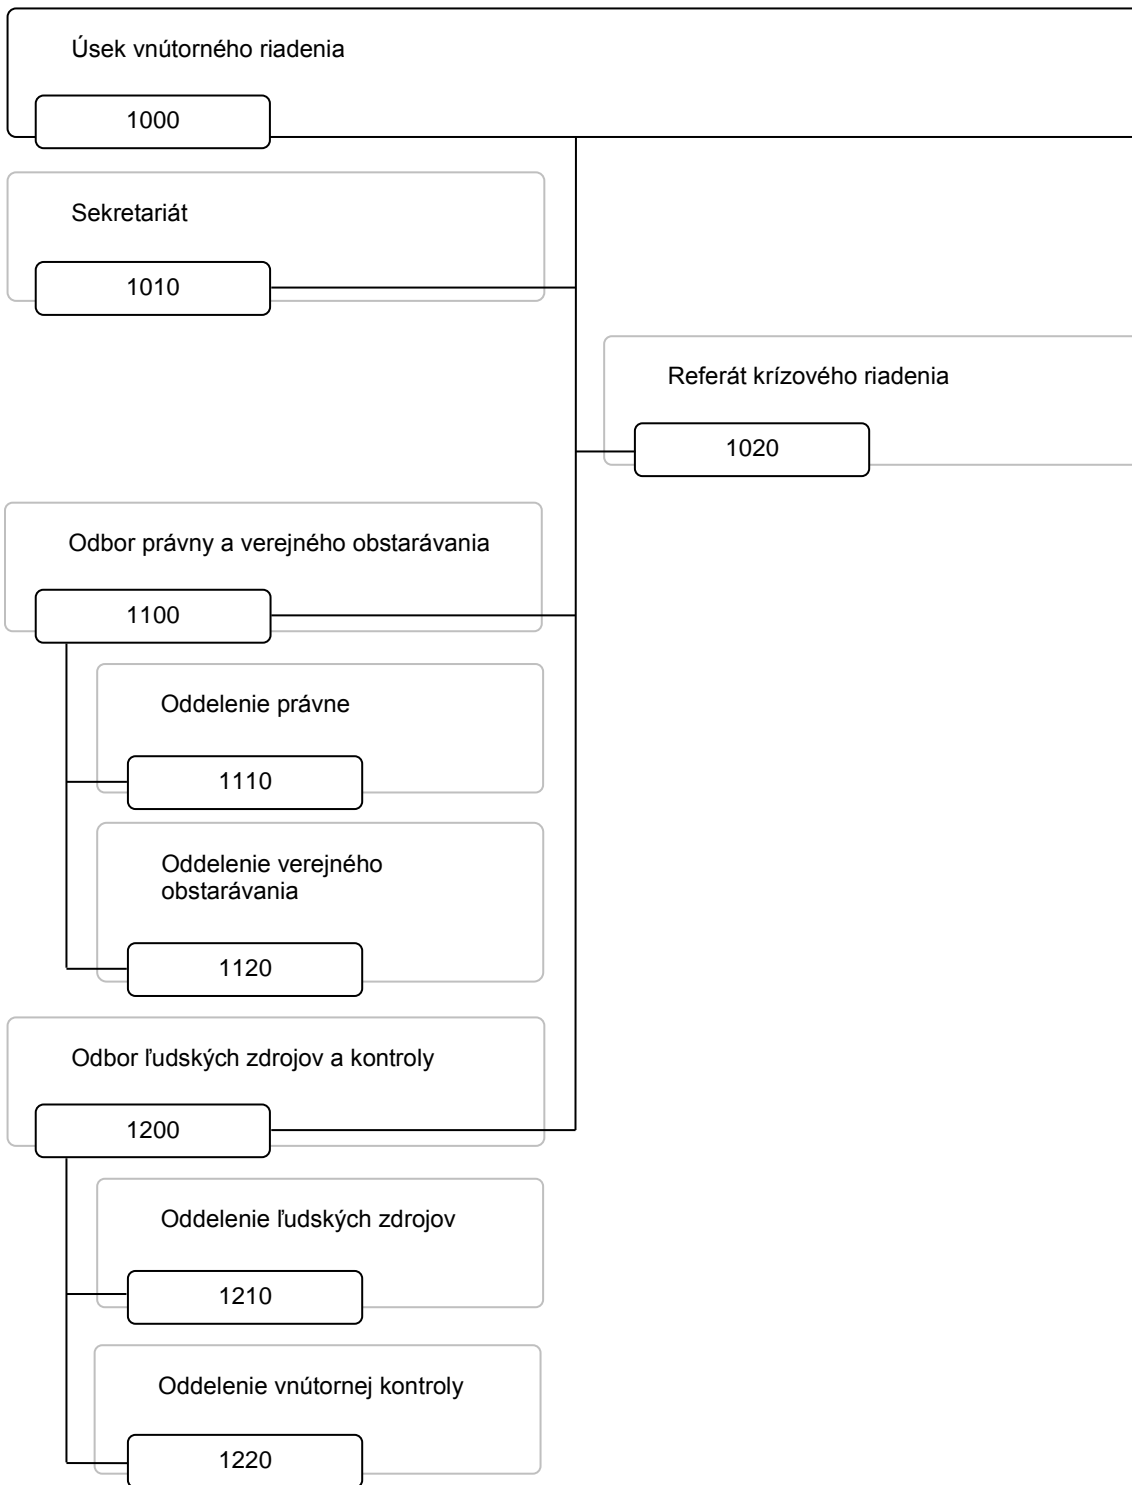 Úsek vnútorného riadenia
1000
Sekretariát
1010
Referát krízového riadenia
1020
Odbor právny a verejného obstarávania
1100
Oddelenie právne
1110
Oddelenie verejného
obstarávania
1120
Odbor ľudských zdrojov a kontroly
1200
Oddelenie ľudských zdrojov
1210
Oddelenie vnútornej kontroly
1220